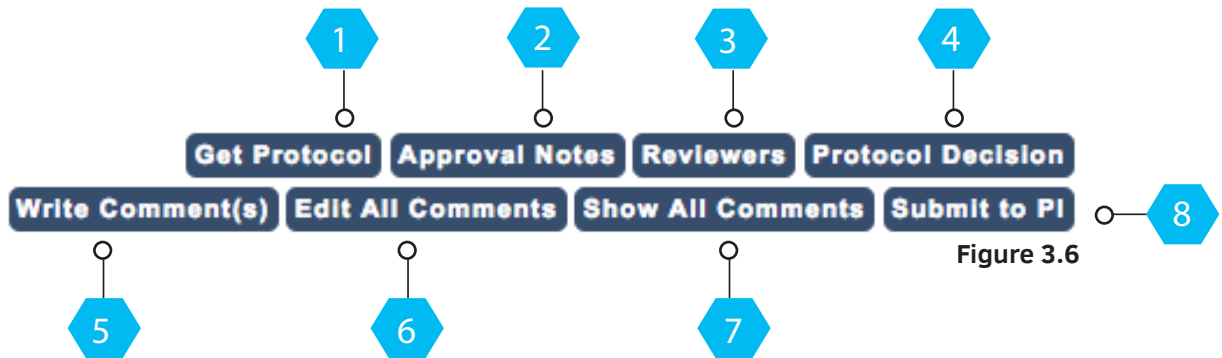 1 2 3 4
Get Protocol Approval Notes Reviewers Protocol Decision
Write Comment(s) Edit All Comments Show All Comments Submit to PI 8
Figure 3.6
5 6 7